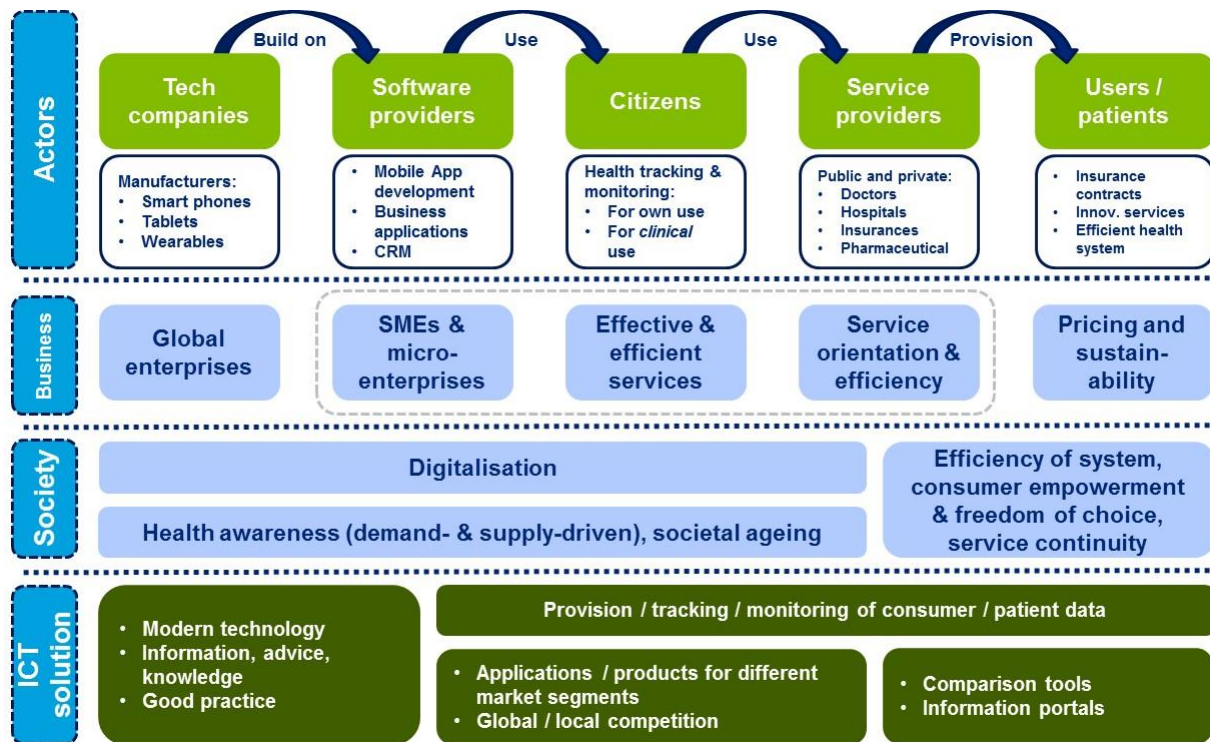 Build on
Use
Use
Provision
Actors
Tech
companies
Software
providers
Citizens
Service
providers
Users /
patients
Manufacturers:
• Smart phones
• Tablets
• Wearables
• Mobile App
development
• Business
applications
• CRM
Health tracking &
monitoring:
• For own use
• For clinical
use
Public and private:
• Doctors
• Hospitals
• Insurances
• Pharmaceutical
• Insurance
contracts
• Innov. services
• Efficient health
system
Business
Global
enterprises
SMEs &
micro-
enterprises
Effective &
efficient
services
Service
orientation &
efficiency
Pricing and
sustain-
ability
Society
Digitalisation
Health awareness (demand- & supply-driven), societal ageing
Efficiency of system,
consumer empowerment
& freedom of choice,
service continuity
ICT
solution
• Modern technology
• Information, advice,
knowledge
• Good practice
Provision / tracking / monitoring of consumer / patient data
• Applications / products for different
market segments
• Global / local competition
• Comparison tools
• Information portals